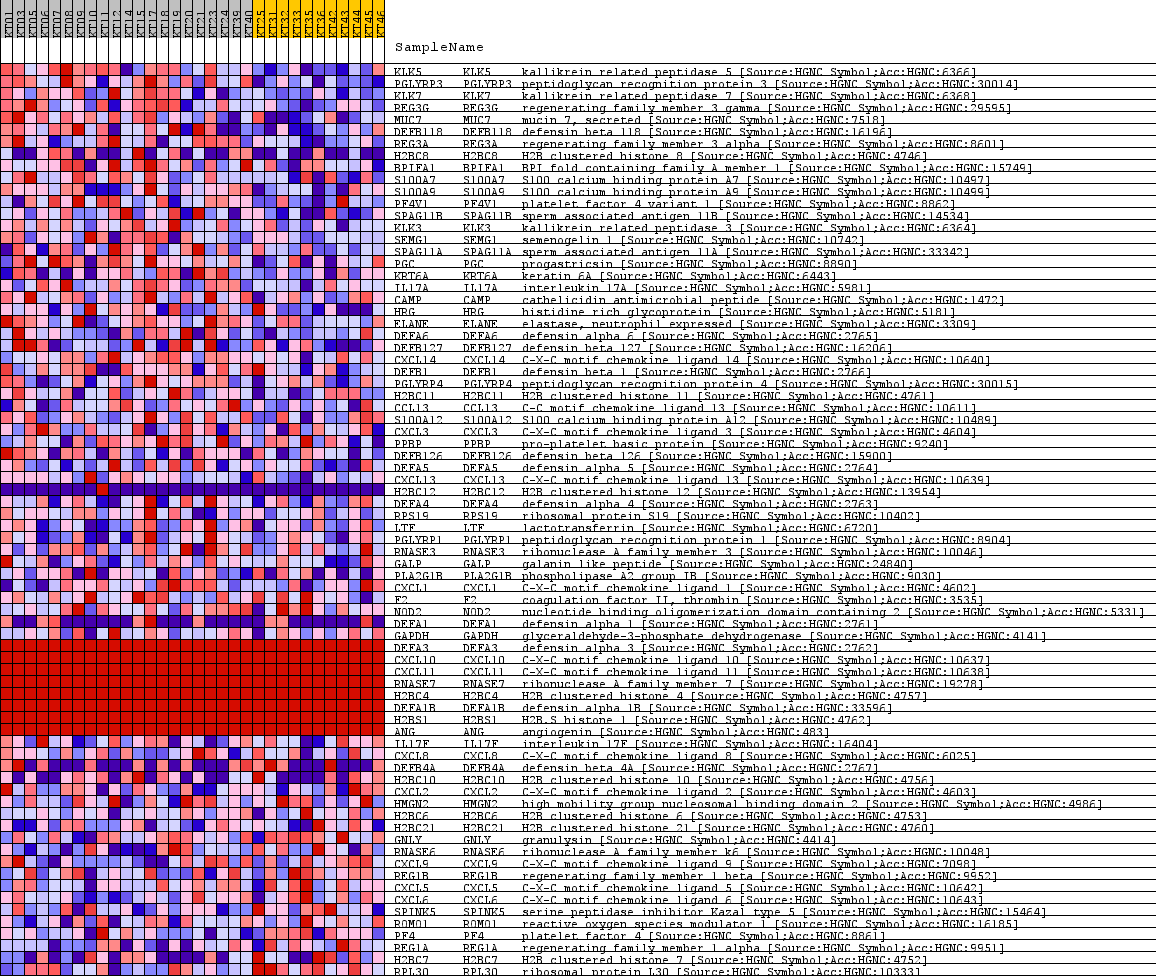 KT01 KT03 KT05 KT06 KT07 KT08 KT09 KT10 KT11 KT12 KT14 KT15 KT17 KT18 KT19 KT20 KT21 KT23 KT24 KT39 KT40 KT25 KT31 KT32 KT33 KT35 KT36 KT42 KT43 KT44 KT45 KT46
SampleName
KLK5 KLK5 kallikrein related peptidase 5 [Source:HGNC Symbol;Acc:HGNC:6366]
PGLYRP3 PGLYRP3 peptidoglycan recognition protein 3 [Source:HGNC Symbol;Acc:HGNC:30014]
KLK7 KLK7 kallikrein related peptidase 7 [Source:HGNC Symbol;Acc:HGNC:6368]
REG3G REG3G regenerating family member 3 gamma [Source:HGNC Symbol;Acc:HGNC:29595]
MUC7 MUC7 mucin 7, secreted [Source:HGNC Symbol;Acc:HGNC:7518]
DEFB118 DEFB118 defensin beta 118 [Source:HGNC Symbol;Acc:HGNC:16196]
REG3A REG3A regenerating family member 3 alpha [Source:HGNC Symbol;Acc:HGNC:8601]
H2BC8 H2BC8 H2B clustered histone 8 [Source:HGNC Symbol;Acc:HGNC:4746]
BPIFA1 BPIFA1 BPI fold containing family A member 1 [Source:HGNC Symbol;Acc:HGNC:15749]
S100A7 S100A7 S100 calcium binding protein A7 [Source:HGNC Symbol;Acc:HGNC:10497]
S100A9 S100A9 S100 calcium binding protein A9 [Source:HGNC Symbol;Acc:HGNC:10499]
PF4V1 PF4V1 platelet factor 4 variant 1 [Source:HGNC Symbol;Acc:HGNC:8862]
SPAG11B SPAG11B sperm associated antigen 11B [Source:HGNC Symbol;Acc:HGNC:14534]
KLK3 KLK3 kallikrein related peptidase 3 [Source:HGNC Symbol;Acc:HGNC:6364]
SEMG1 SEMG1 semenogelin 1 [Source:HGNC Symbol;Acc:HGNC:10742]
SPAG11A SPAG11A sperm associated antigen 11A [Source:HGNC Symbol;Acc:HGNC:33342]
PGC PGC progastricsin [Source:HGNC Symbol;Acc:HGNC:8890]
KRT6A KRT6A keratin 6A [Source:HGNC Symbol;Acc:HGNC:6443]
IL17A IL17A interleukin 17A [Source:HGNC Symbol;Acc:HGNC:5981]
CAMP CAMP cathelicidin antimicrobial peptide [Source:HGNC Symbol;Acc:HGNC:1472]
HRG HRG histidine rich glycoprotein [Source:HGNC Symbol;Acc:HGNC:5181]
ELANE ELANE elastase, neutrophil expressed [Source:HGNC Symbol;Acc:HGNC:3309]
DEFA6 DEFA6 defensin alpha 6 [Source:HGNC Symbol;Acc:HGNC:2765]
DEFB127 DEFB127 defensin beta 127 [Source:HGNC Symbol;Acc:HGNC:16206]
CXCL14 CXCL14 C-X-C motif chemokine ligand 14 [Source:HGNC Symbol;Acc:HGNC:10640]
DEFB1 DEFB1 defensin beta 1 [Source:HGNC Symbol;Acc:HGNC:2766]
PGLYRP4 PGLYRP4 peptidoglycan recognition protein 4 [Source:HGNC Symbol;Acc:HGNC:30015]
H2BC11 H2BC11 H2B clustered histone 11 [Source:HGNC Symbol;Acc:HGNC:4761]
CCL13 CCL13 C-C motif chemokine ligand 13 [Source:HGNC Symbol;Acc:HGNC:10611]
S100A12 S100A12 S100 calcium binding protein A12 [Source:HGNC Symbol;Acc:HGNC:10489]
CXCL3 CXCL3 C-X-C motif chemokine ligand 3 [Source:HGNC Symbol;Acc:HGNC:4604]
PPBP PPBP pro-platelet basic protein [Source:HGNC Symbol;Acc:HGNC:9240]
DEFB126 DEFB126 defensin beta 126 [Source:HGNC Symbol;Acc:HGNC:15900]
DEFA5 DEFA5 defensin alpha 5 [Source:HGNC Symbol;Acc:HGNC:2764]
CXCL13 CXCL13 C-X-C motif chemokine ligand 13 [Source:HGNC Symbol;Acc:HGNC:10639]
H2BC12 H2BC12 H2B clustered histone 12 [Source:HGNC Symbol;Acc:HGNC:13954]
DEFA4 DEFA4 defensin alpha 4 [Source:HGNC Symbol;Acc:HGNC:2763]
RPS19 RPS19 ribosomal protein S19 [Source:HGNC Symbol;Acc:HGNC:10402]
LTF LTF lactotransferrin [Source:HGNC Symbol;Acc:HGNC:6720]
PGLYRP1 PGLYRP1 peptidoglycan recognition protein 1 [Source:HGNC Symbol;Acc:HGNC:8904]
RNASE3 RNASE3 ribonuclease A family member 3 [Source:HGNC Symbol;Acc:HGNC:10046]
GALP GALP galanin like peptide [Source:HGNC Symbol;Acc:HGNC:24840]
PLA2G1B PLA2G1B phospholipase A2 group IB [Source:HGNC Symbol;Acc:HGNC:9030]
CXCL1 CXCL1 C-X-C motif chemokine ligand 1 [Source:HGNC Symbol;Acc:HGNC:4602]
F2 F2 coagulation factor II, thrombin [Source:HGNC Symbol;Acc:HGNC:3535]
NOD2 NOD2 nucleotide binding oligomerization domain containing 2 [Source:HGNC Symbol;Acc:HGNC:5331]
DEFA1 DEFA1 defensin alpha 1 [Source:HGNC Symbol;Acc:HGNC:2761]
GAPDH GAPDH glyceraldehyde-3-phosphate dehydrogenase [Source:HGNC Symbol;Acc:HGNC:4141]
DEFA3 DEFA3 defensin alpha 3 [Source:HGNC Symbol;Acc:HGNC:2762]
CXCL10 CXCL10 C-X-C motif chemokine ligand 10 [Source:HGNC Symbol;Acc:HGNC:10637]
CXCL11 CXCL11 C-X-C motif chemokine ligand 11 [Source:HGNC Symbol;Acc:HGNC:10638]
RNASE7 RNASE7 ribonuclease A family member 7 [Source:HGNC Symbol;Acc:HGNC:19278]
H2BC4 H2BC4 H2B clustered histone 4 [Source:HGNC Symbol;Acc:HGNC:4757]
DEFA1B DEFA1B defensin alpha 1B [Source:HGNC Symbol;Acc:HGNC:33596]
H2BS1 H2BS1 H2B.S histone 1 [Source:HGNC Symbol;Acc:HGNC:4762]
ANG ANG angiogenin [Source:HGNC Symbol;Acc:HGNC:483]
IL17F IL17F interleukin 17F [Source:HGNC Symbol;Acc:HGNC:16404]
CXCL8 CXCL8 C-X-C motif chemokine ligand 8 [Source:HGNC Symbol;Acc:HGNC:6025]
DEFB4A DEFB4A defensin beta 4A [Source:HGNC Symbol;Acc:HGNC:2767]
H2BC10 H2BC10 H2B clustered histone 10 [Source:HGNC Symbol;Acc:HGNC:4756]
CXCL2 CXCL2 C-X-C motif chemokine ligand 2 [Source:HGNC Symbol;Acc:HGNC:4603]
HMGN2 HMGN2 high mobility group nucleosomal binding domain 2 [Source:HGNC Symbol;Acc:HGNC:4986]
H2BC6 H2BC6 H2B clustered histone 6 [Source:HGNC Symbol;Acc:HGNC:4753]
H2BC21 H2BC21 H2B clustered histone 21 [Source:HGNC Symbol;Acc:HGNC:4760]
GNLY GNLY granulysin [Source:HGNC Symbol;Acc:HGNC:4414]
RNASE6 RNASE6 ribonuclease A family member k6 [Source:HGNC Symbol;Acc:HGNC:10048]
CXCL9 CXCL9 C-X-C motif chemokine ligand 9 [Source:HGNC Symbol;Acc:HGNC:7098]
REG1B REG1B regenerating family member 1 beta [Source:HGNC Symbol;Acc:HGNC:9952]
CXCL5 CXCL5 C-X-C motif chemokine ligand 5 [Source:HGNC Symbol;Acc:HGNC:10642]
CXCL6 CXCL6 C-X-C motif chemokine ligand 6 [Source:HGNC Symbol;Acc:HGNC:10643]
SPINK5 SPINK5 serine peptidase inhibitor Kazal type 5 [Source:HGNC Symbol;Acc:HGNC:15464]
ROMO1 ROMO1 reactive oxygen species modulator 1 [Source:HGNC Symbol;Acc:HGNC:16185]
PF4 PF4 platelet factor 4 [Source:HGNC Symbol;Acc:HGNC:8861]
REG1A REG1A regenerating family member 1 alpha [Source:HGNC Symbol;Acc:HGNC:9951]
H2BC7 H2BC7 H2B clustered histone 7 [Source:HGNC Symbol;Acc:HGNC:4752]
RPL30 RPL30 ribosomal protein L30 [Source:HGNC Symbol;Acc:HGNC:10333]